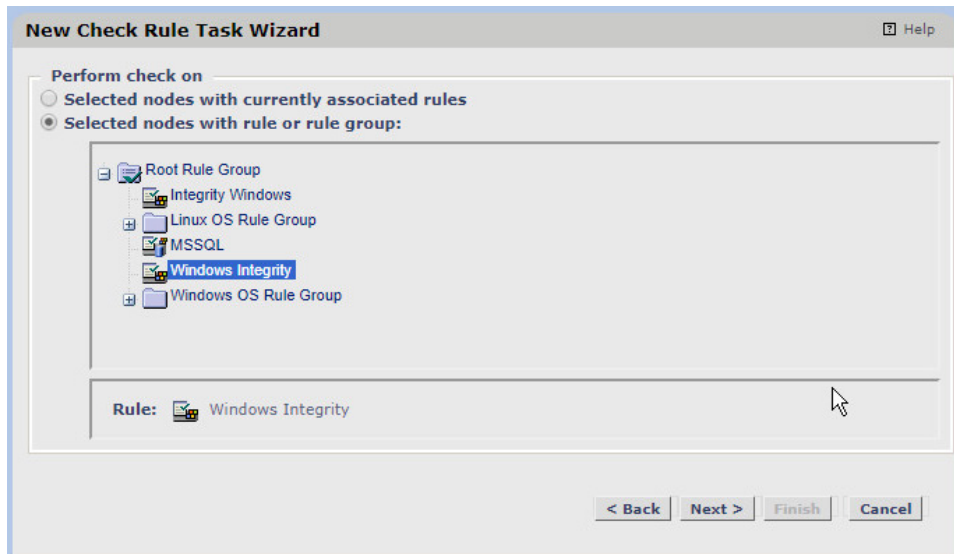 New Check Rule Task Wizard
? Help
Perform check on
Selected nodes with currently associated rules
Selected nodes with rule or rule group:
Root Rule Group
Integrity Windows
Linux OS Rule Group
MSSQL
Windows Integrity
Windows OS Rule Group
Rule: Windows Integrity
< Back Next > Finish Cancel